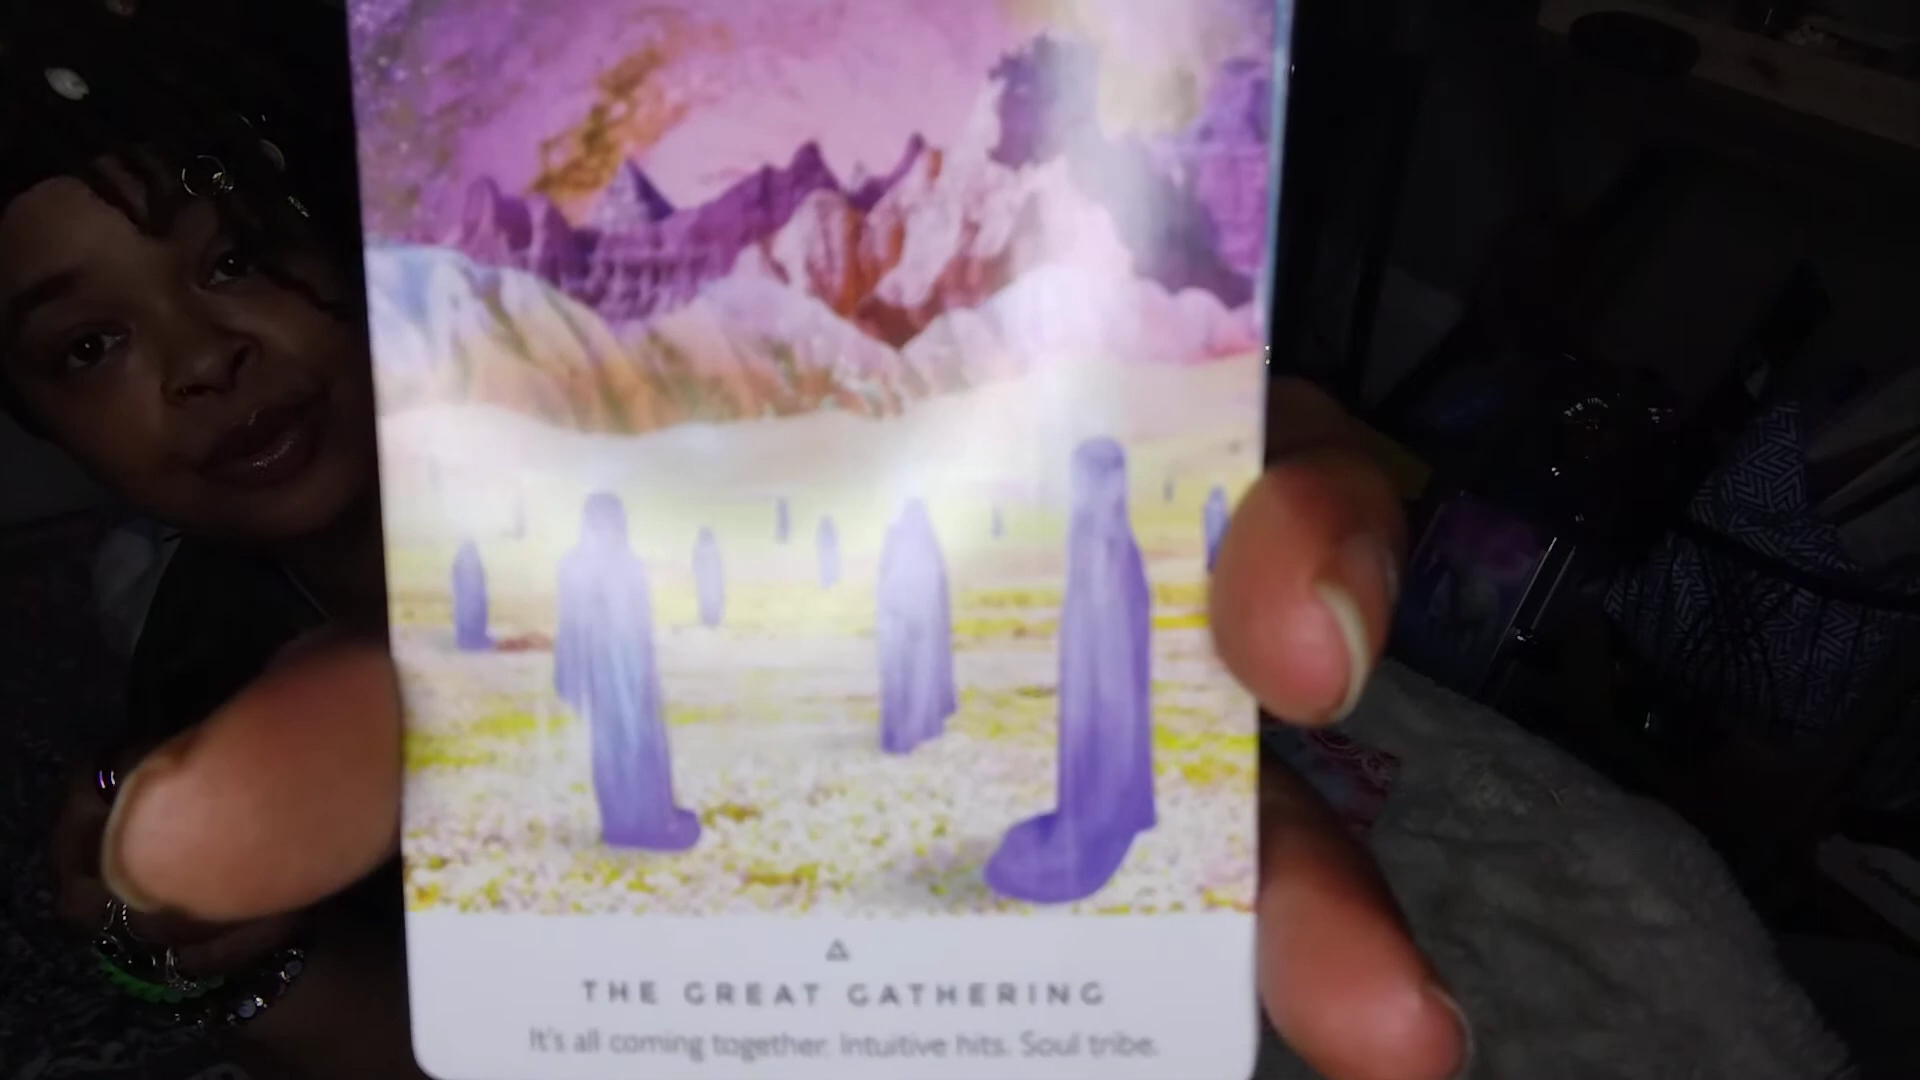 THE GREAT GATHERING
It's all coming together. Intuitive hits. Soul tribe.